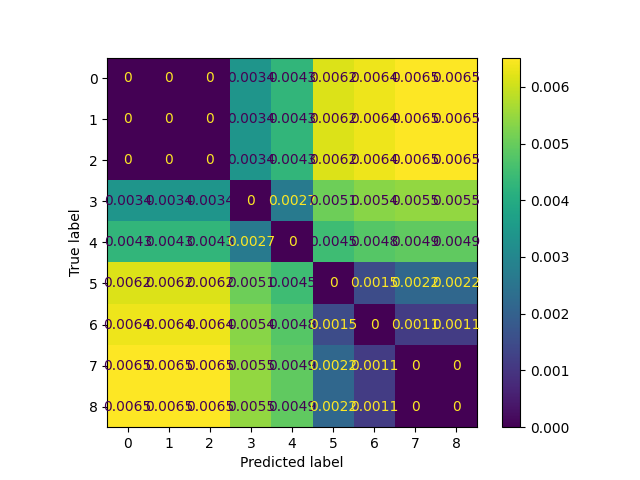 0 0 0 0 0.0034 0.0043 0.0062 0.0064 0.0065 0.0065
1 0 0 0 0.0034 0.0043 0.0062 0.0064 0.0065 0.0065
2 0 0 0 0.0034 0.0043 0.0062 0.0064 0.0065 0.0065
3 0.0034 0.0034 0.0034 0 0.0027 0.0051 0.0054 0.0055 0.0055
4 0.0043 0.0043 0.0043 0.0027 0 0.0045 0.0048 0.0049 0.0049
5 0.0062 0.0062 0.0062 0.0051 0.0045 0 0.0015 0.0022 0.0022
6 0.0064 0.0064 0.0064 0.0054 0.0048 0.0015 0 0.0011 0.0011
7 0.0065 0.0065 0.0065 0.0055 0.0049 0.0022 0.0011 0 0
8 0.0065 0.0065 0.0065 0.0055 0.0049 0.0022 0.0011 0 0
0 1 2 3 4 5 6 7 8
Predicted label
True label
0.006
0.005
0.004
0.003
0.002
0.001
0.000